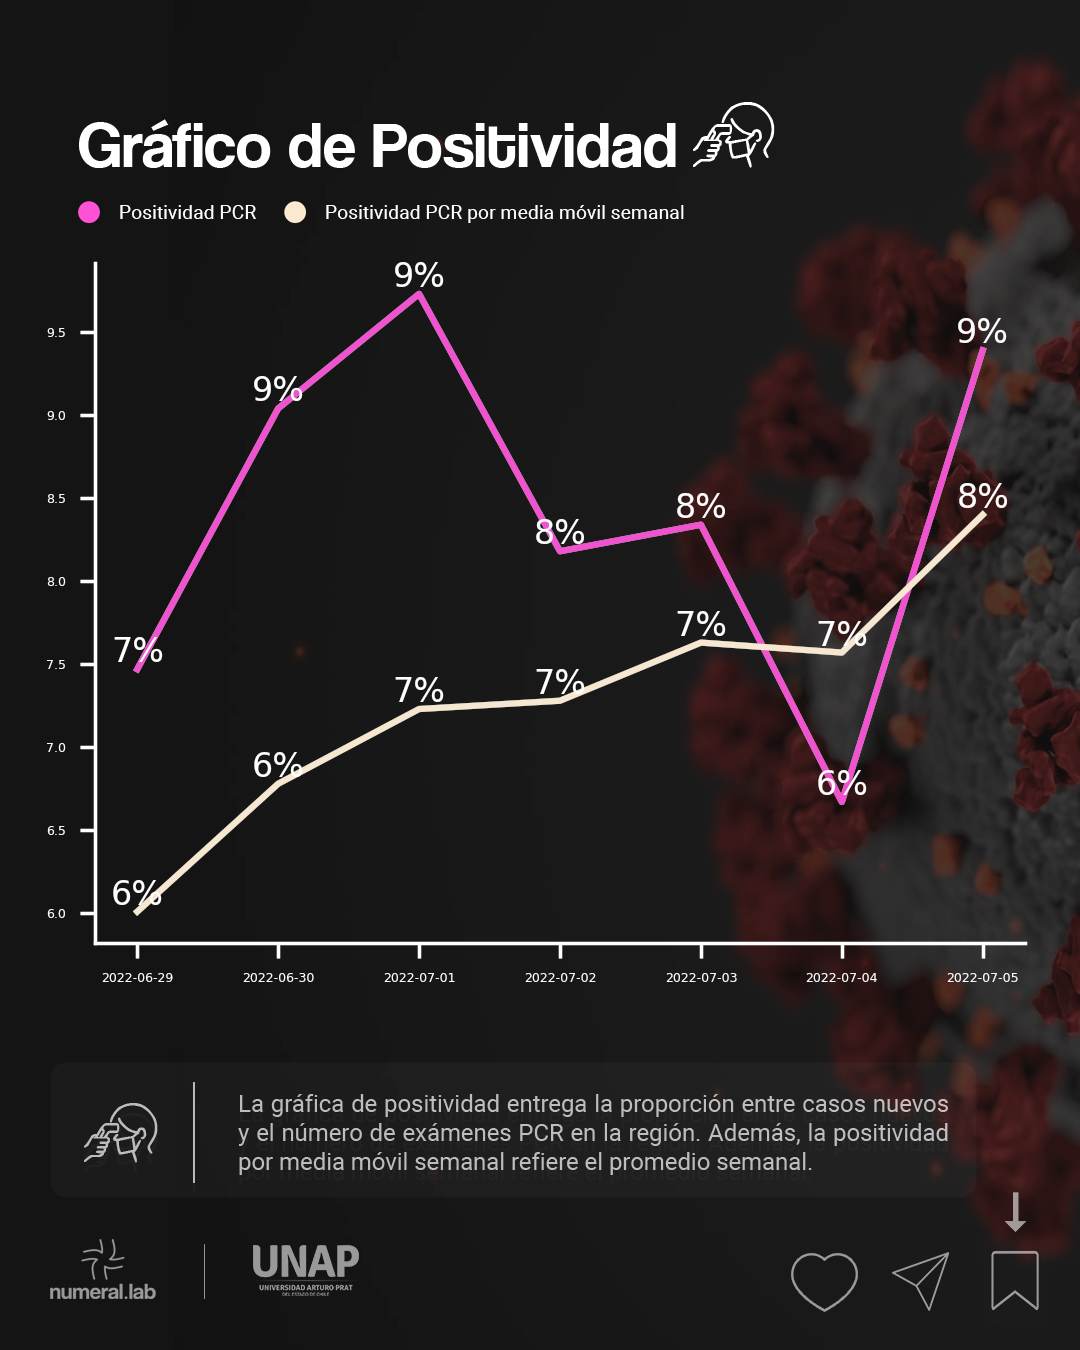 Gráfico de Positividad
Positividad PCR
Positividad PCR por media móvil semanal
9%
9%
9%
8%
8%
8%
7%
7%
7%
7%
7%
6%
6%
6%
9.5
9.0
8.5
8.0
7.5
7.0
6.5
6.0
2022-06-29 2022-06-30 2022-07-01 2022-07-02 2022-07-03 2022-07-04 2022-07-05
La gráfica de positividad entrega la proporción entre casos nuevos
y el número de exámenes PCR en la región. Además, la positividad
por media móvil semanal refiere el promedio semanal.
numeral.lab
UNAP
UNIVERSIDAD ARTURO PRAT
DEL ESTADO DE CHILE